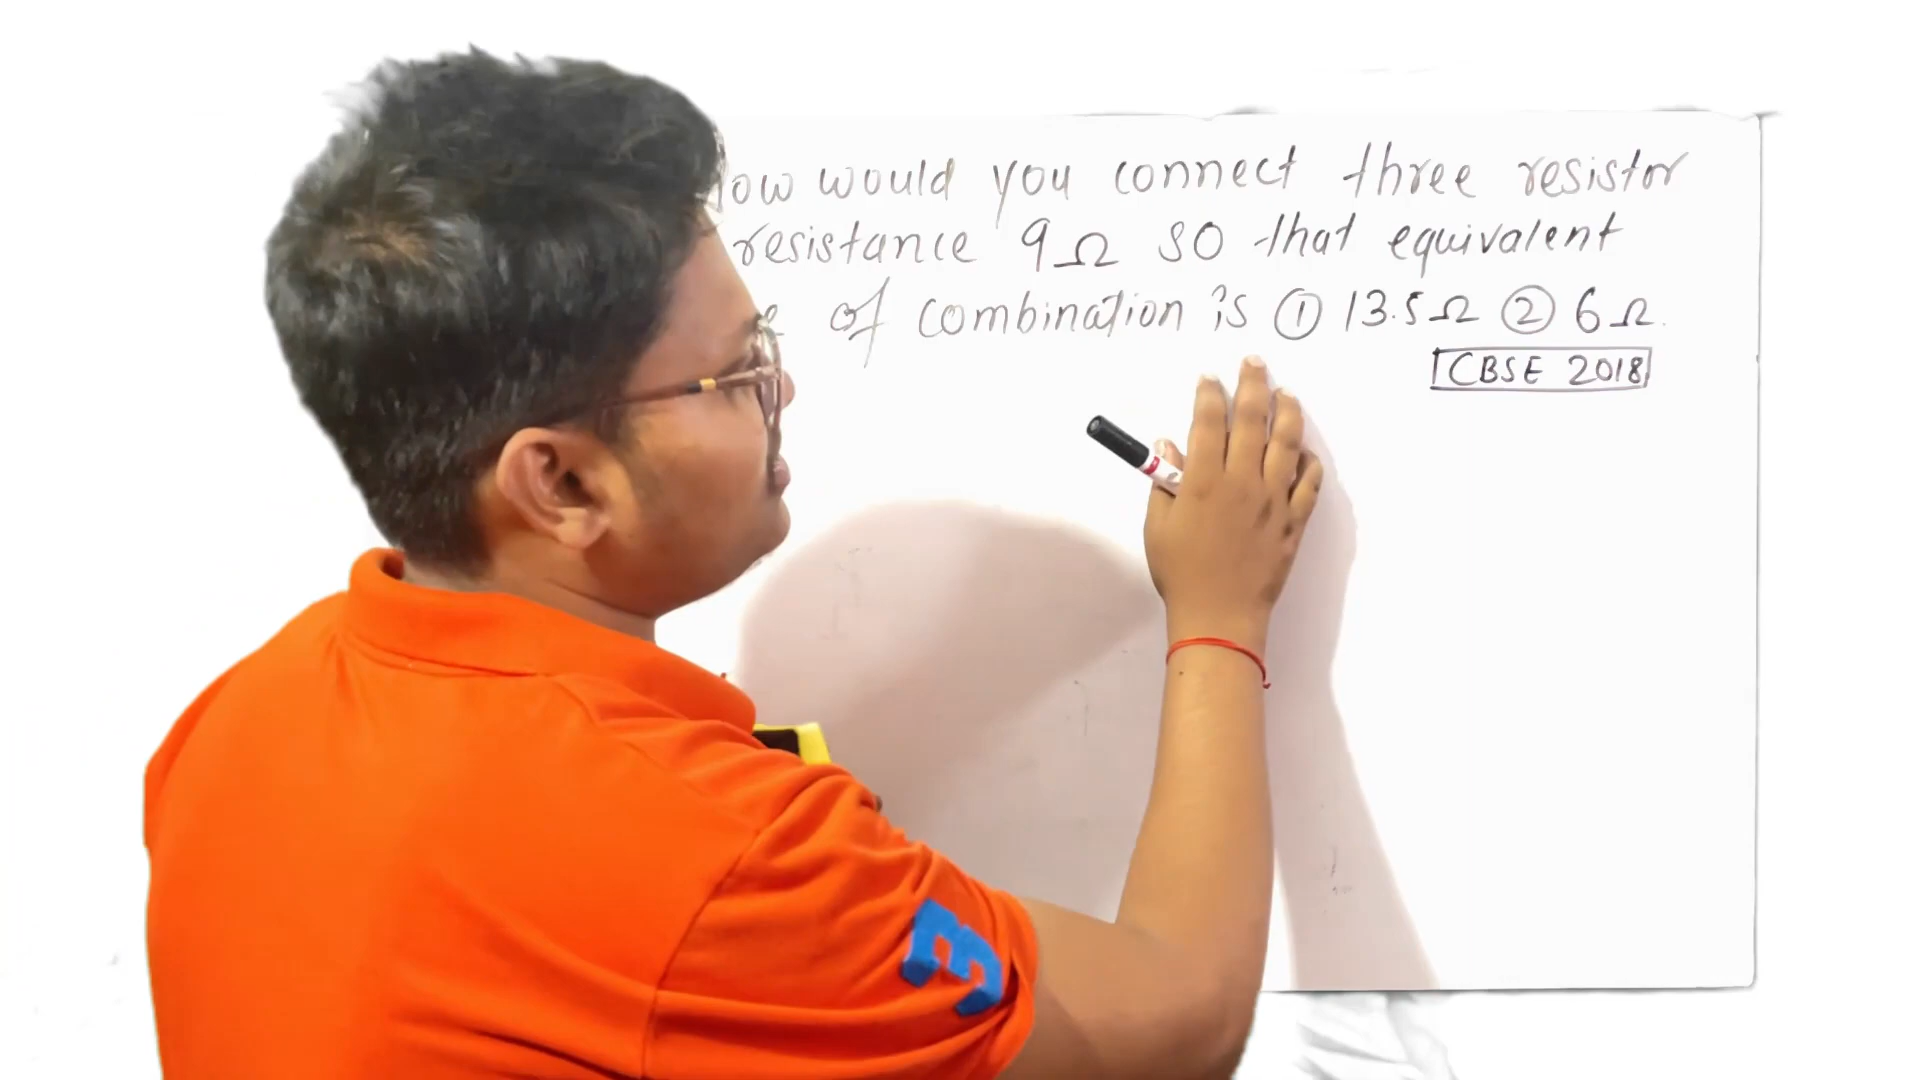 ow would you connect three resistor
resistance 9Ω so that equivalent
of combination is ① 13.5Ω ② 6Ω.
CBSE 2018
3